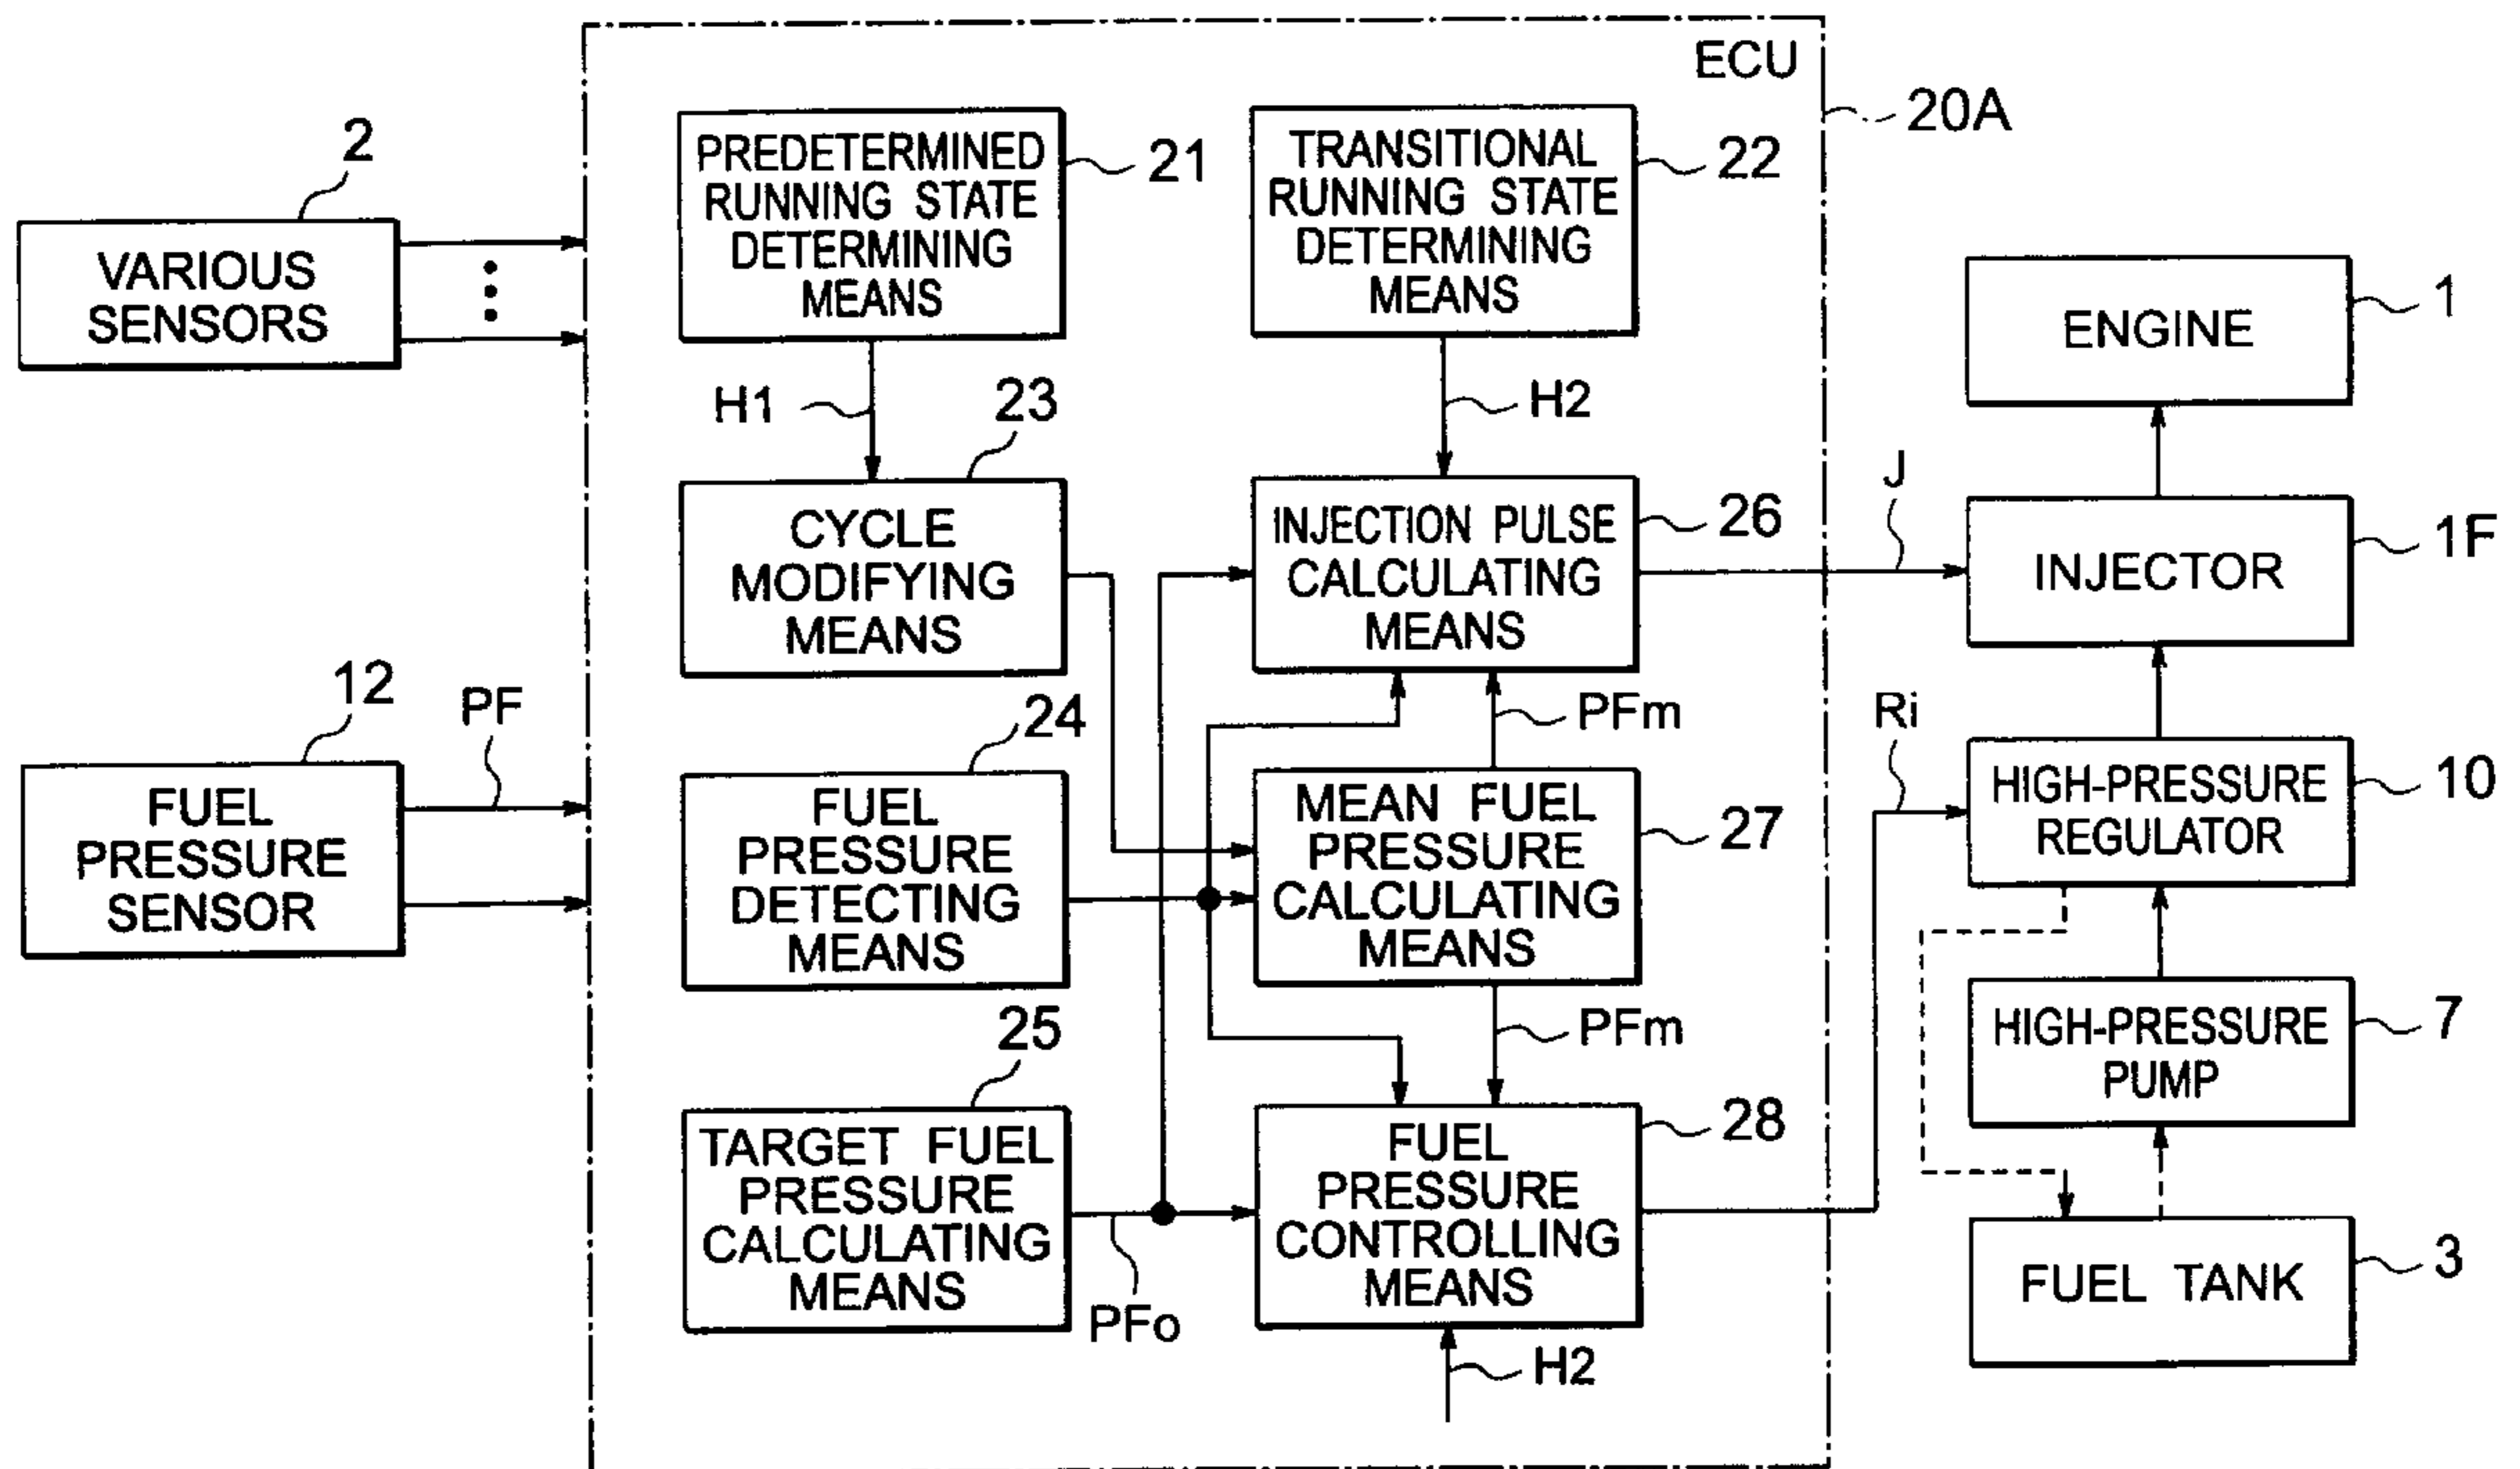 ECU
20A
2
VARIOUS
SENSORS
PREDETERMINED
RUNNING STATE
DETERMINING
MEANS
21
TRANSITIONAL
RUNNING STATE
DETERMINING
MEANS
22
ENGINE
1
H1
H2
23
CYCLE
MODIFYING
MEANS
INJECTION PULSE
CALCULATING
MEANS
26
J
INJECTOR
1F
12
PF
FUEL
PRESSURE
SENSOR
24
FUEL
PRESSURE
DETECTING
MEANS
PFm
MEAN FUEL
PRESSURE
CALCULATING
MEANS
27
Ri
HIGH-PRESSURE
REGULATOR
10
25
TARGET FUEL
PRESSURE
CALCULATING
MEANS
PFo
PFm
FUEL
PRESSURE
CONTROLLING
MEANS
28
H2
HIGH-PRESSURE
PUMP
7
FUEL TANK
3